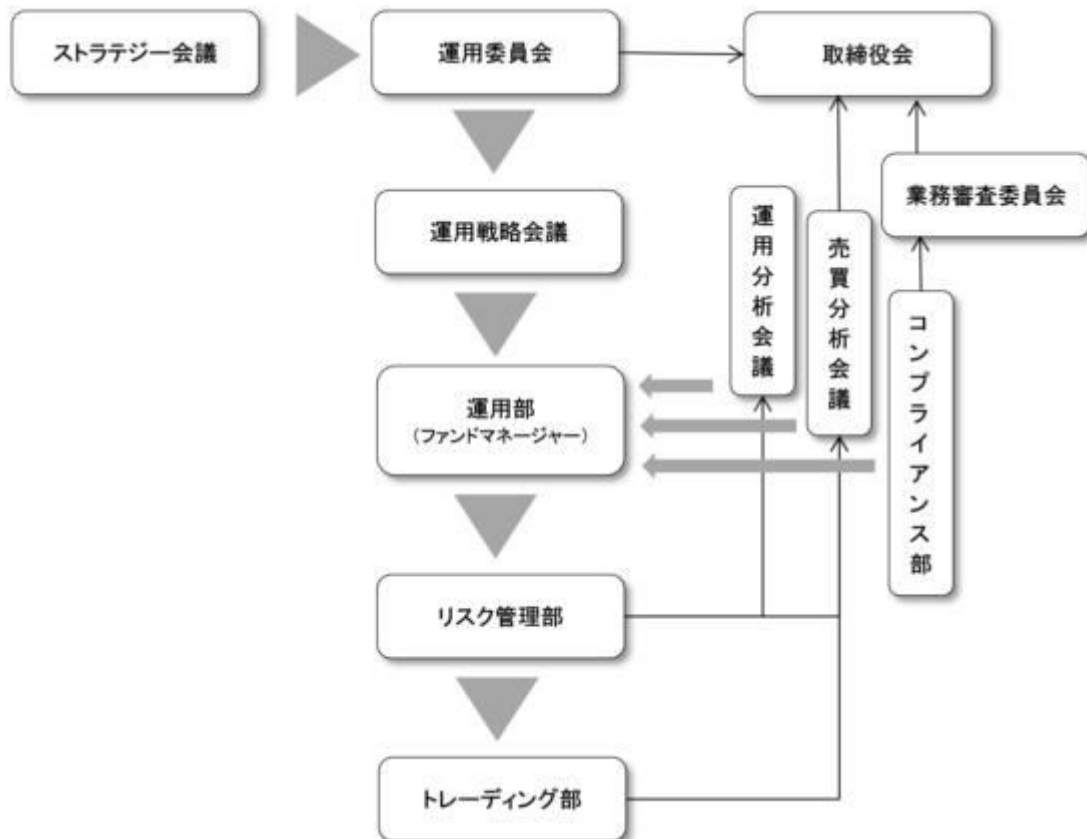 ストラテジー会議
運用委員会
取締役会
業務審査委員会
運用戦略会議
運用分析会議
売買分析会議
コンプライアンス部
運用部
(ファンドマネージャー)
リスク管理部
トレーディング部